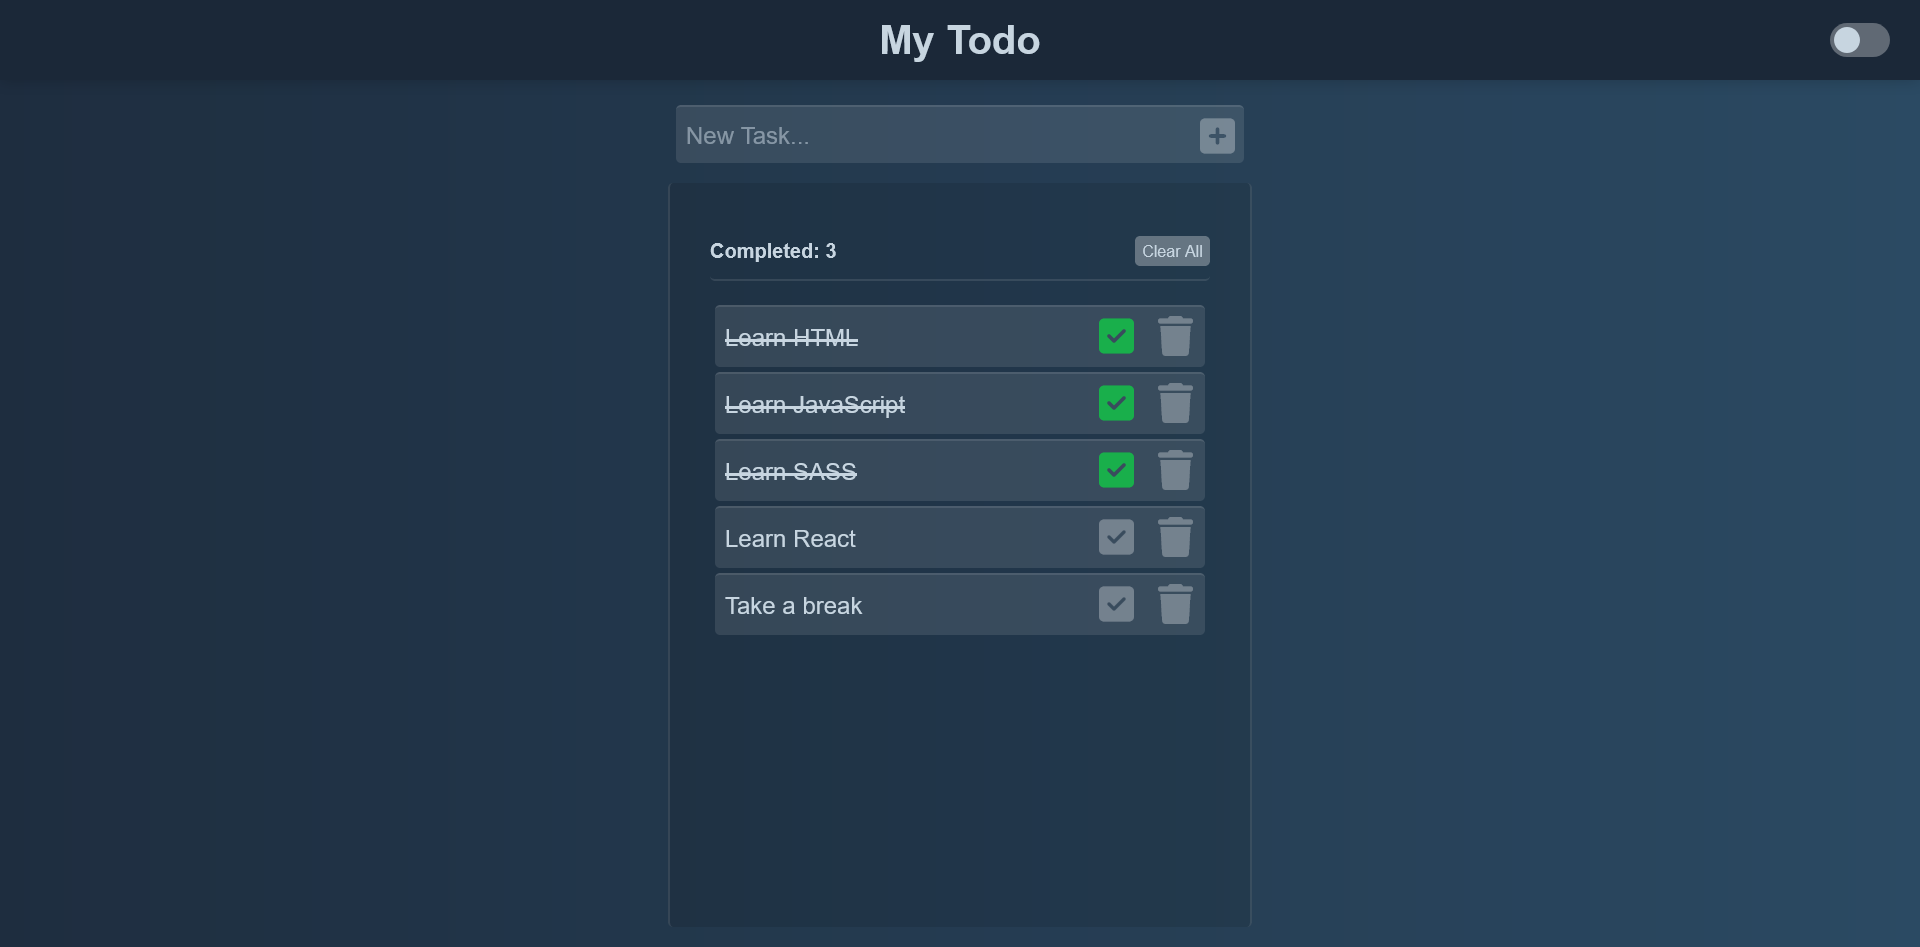 My Todo
New Task...
Completed: 3
Clear All
Learn HTML
Learn JavaScript
Learn SASS
Learn React
Take a break